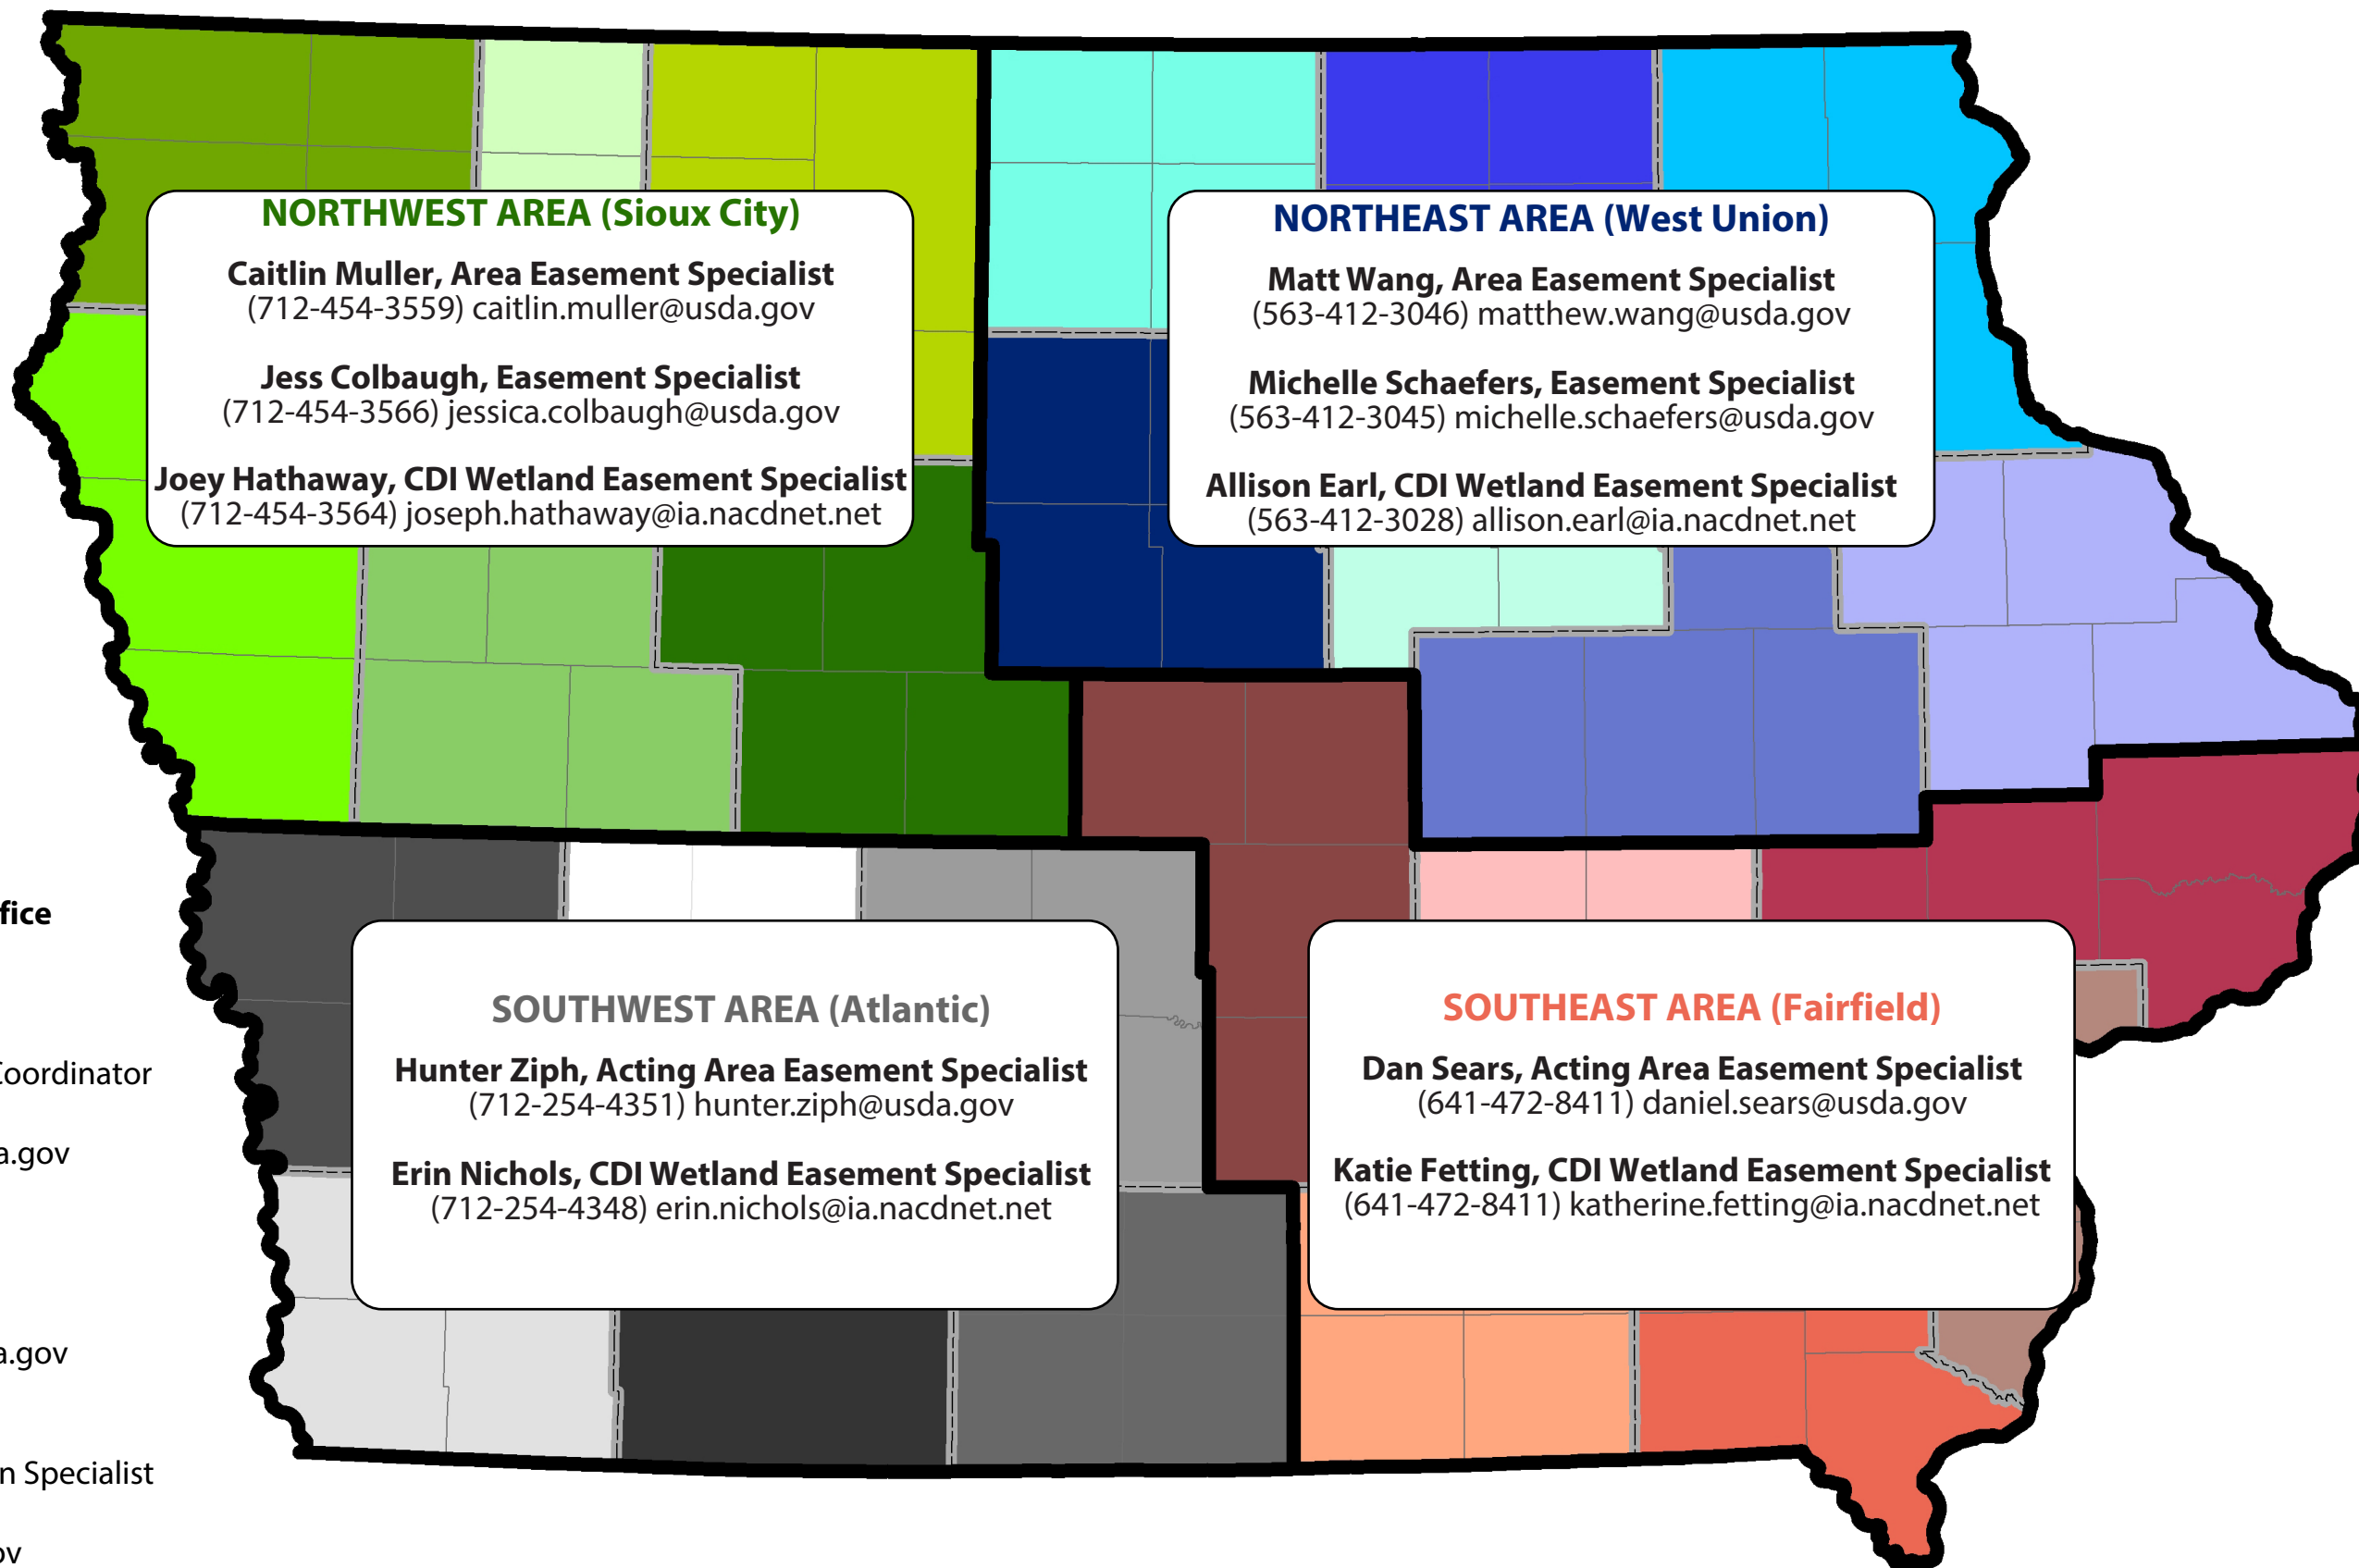 NORTHWEST AREA (Sioux City)
Caitlin Muller, Area Easement Specialist
(712-454-3559) caitlin.muller@usda.gov
Jess Colbaugh, Easement Specialist
(712-454-3566) jessica.colbaugh@usda.gov
Joey Hathaway, CDI Wetland Easement Specialist
(712-454-3564) joseph.hathaway@ia.nacdnet.net
NORTHEAST AREA (West Union)
Matt Wang, Area Easement Specialist
(563-412-3046) matthew.wang@usda.gov
Michelle Schaefers, Easement Specialist
(563-412-3045) michelle.schaefers@usda.gov
Allison Earl, CDI Wetland Easement Specialist
(563-412-3028) allison.earl@ia.nacdnet.net
fice
Coordinator
a.gov
a.gov
n Specialist
ov
SOUTHWEST AREA (Atlantic)
Hunter Ziph, Acting Area Easement Specialist
(712-254-4351) hunter.ziph@usda.gov
Erin Nichols, CDI Wetland Easement Specialist
(712-254-4348) erin.nichols@ia.nacdnet.net
SOUTHEAST AREA (Fairfield)
Dan Sears, Acting Area Easement Specialist
(641-472-8411) daniel.sears@usda.gov
Katie Fetting, CDI Wetland Easement Specialist
(641-472-8411) katherine.fetting@ia.nacdnet.net